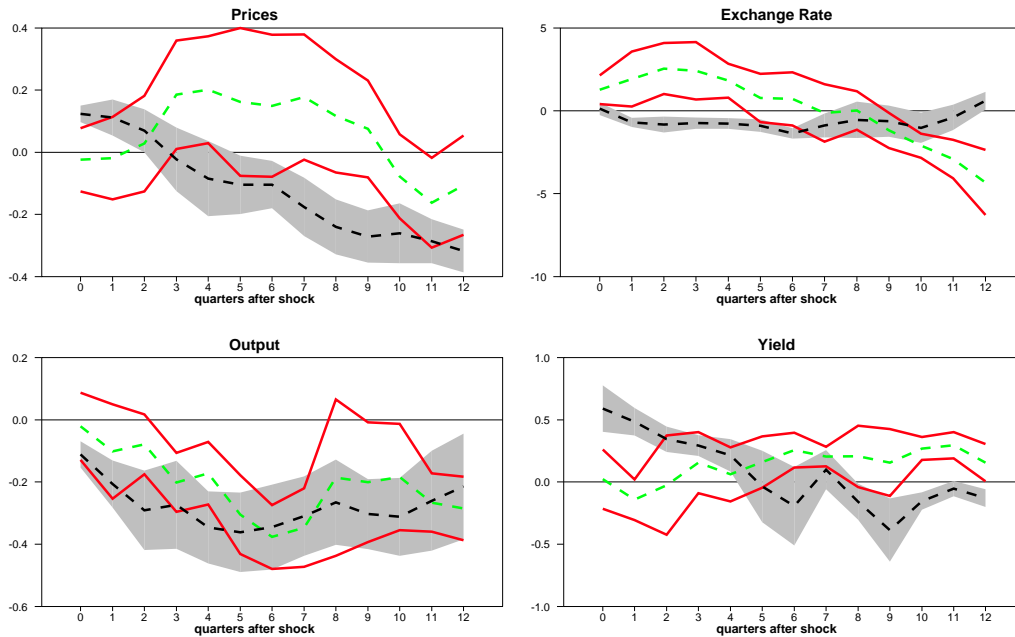 Prices
0.4
0.2
0.0
-0.2
-0.4
0 1 2 3 4 5 6 7 8 9 10 11 12
quarters after shock
Exchange Rate
5
0
-5
-10
0 1 2 3 4 5 6 7 8 9 10 11 12
quarters after shock
Output
0.2
0.0
-0.2
-0.4
-0.6
0 1 2 3 4 5 6 7 8 9 10 11 12
quarters after shock
Yield
1.0
0.5
0.0
-0.5
-1.0
0 1 2 3 4 5 6 7 8 9 10 11 12
quarters after shock